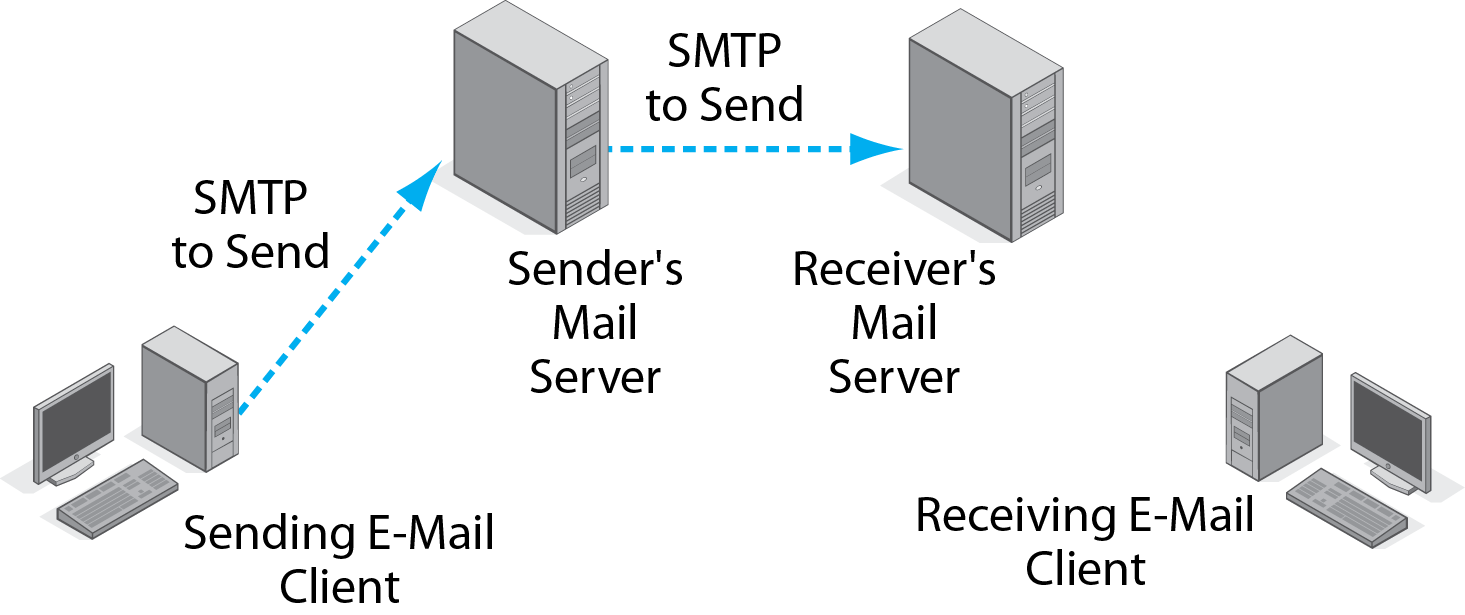 SMTP
to Send
SMTP
to Send
Sender's
Mail
Server
Receiver's
Mail
Server
Sending E-Mail
Client
Receiving E-Mail
Client